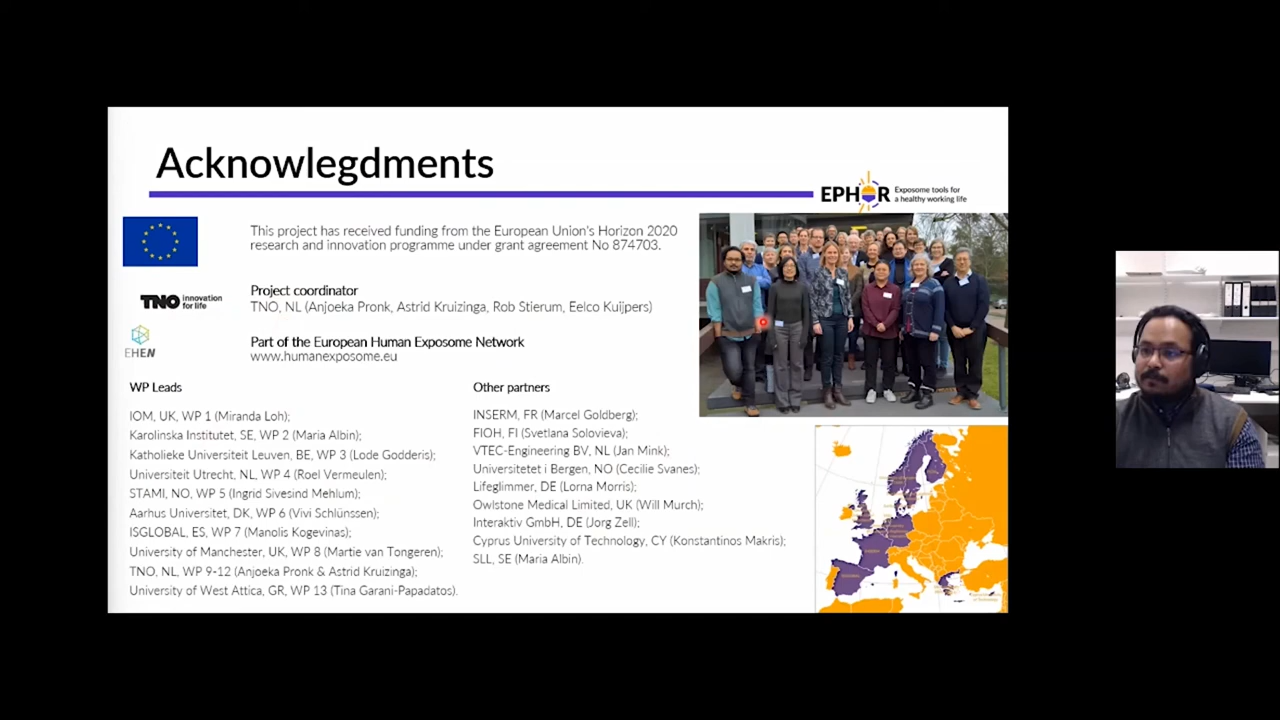 Acknowlegdments
EPHOR
Exposome tools for
a healthy working life
This project has received funding from the European Union's Horizon 2020
research and innovation programme under grant agreement No 874703.
TNO innovation
for life
Project coordinator
TNO, NL (Anjoeka Pronk, Astrid Kruizinga, Rob Stierum, Eelco Kuijpers)
EHEN
Part of the European Human Exposome Network
www.humanexposome.eu
WP Leads
IOM, UK, WP 1 (Miranda Loh);
Karolinska Institutet, SE, WP 2 (Maria Albin);
Katholieke Universiteit Leuven, BE, WP 3 (Lode Godderis);
Universiteit Utrecht, NL, WP 4 (Roel Vermeulen);
STAMI, NO, WP 5 (Ingrid Sivesind Mehlum);
Aarhus Universitet, DK, WP 6 (Vivi Schlünssen);
ISGLOBAL, ES, WP 7 (Manolis Kogevinas);
University of Manchester, UK, WP 8 (Martie van Tongeren);
TNO, NL, WP 9-12 (Anjoeka Pronk & Astrid Kruizinga);
University of West Attica, GR, WP 13 (Tina Garani-Papadatos).
Other partners
INSERM, FR (Marcel Goldberg);
FIOH, FI (Svetlana Solovieva);
VTEC-Engineering BV, NL (Jan Mink);
Universitetet i Bergen, NO (Cecilie Svanes);
Lifeglimmer, DE (Lorna Morris);
Owlstone Medical Limited, UK (Will Murch);
Interaktiv GmbH, DE (Jorg Zell);
Cyprus University of Technology, CY (Konstantinos Makris);
SLL, SE (Maria Albin).